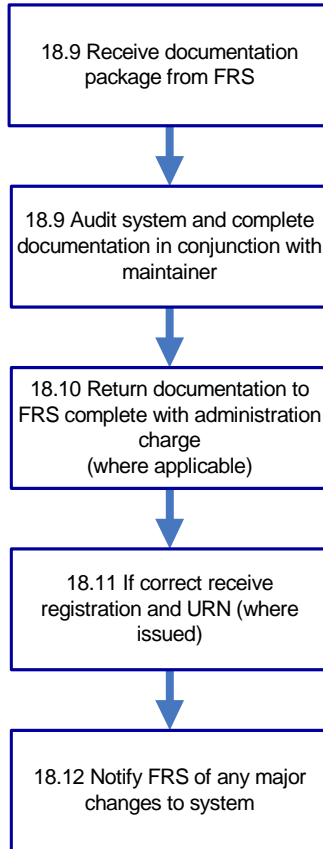 18.9 Receive documentation
package from FRS
18.9 Audit system and complete
documentation in conjunction with
maintainer
18.10 Return documentation to
FRS complete with administration
charge
(where applicable)
18.11 If correct receive
registration and URN (where
issued)
18.12 Notify FRS of any major
changes to system